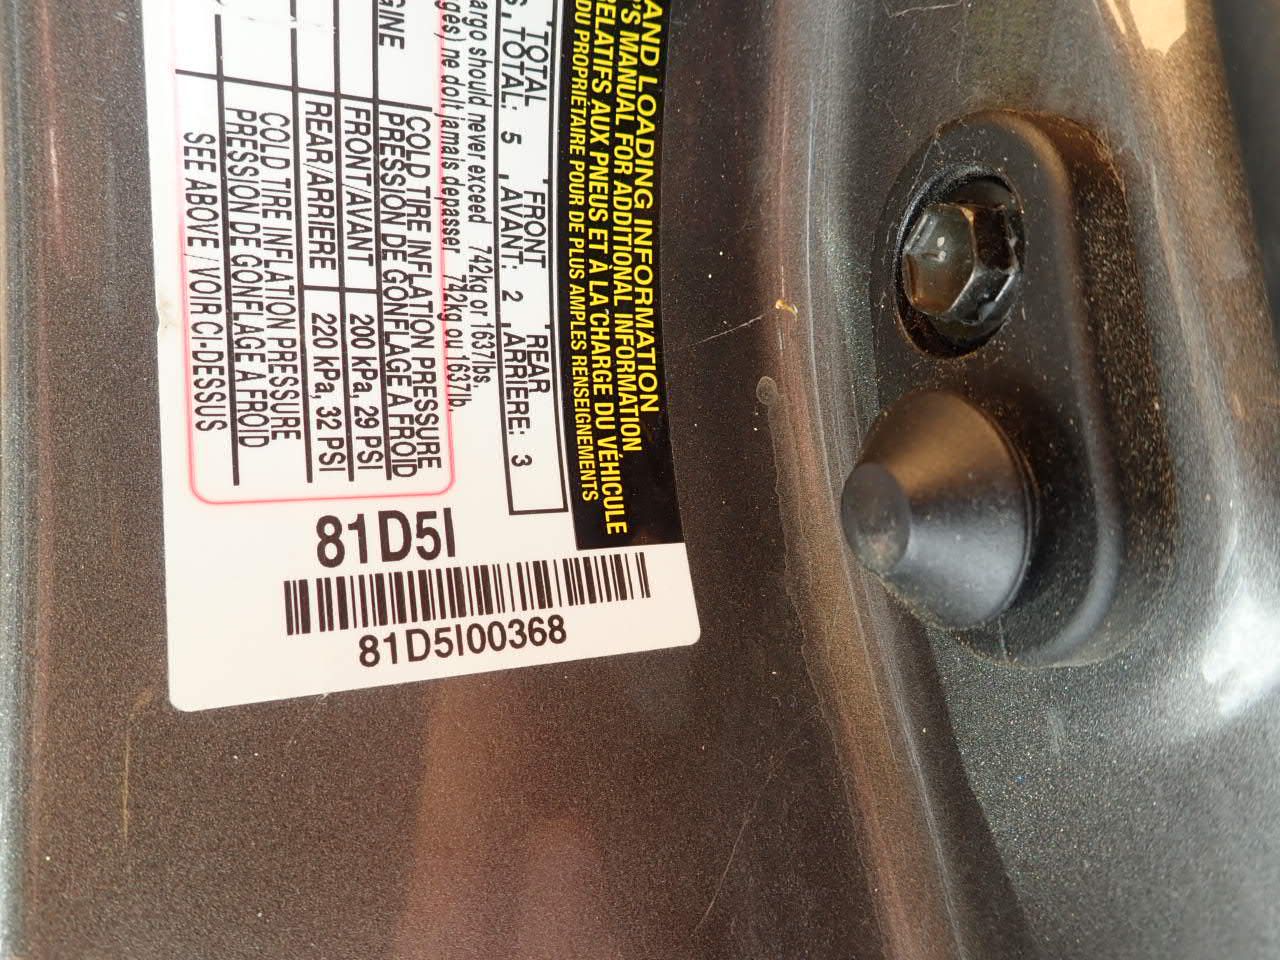 AND LOADING INFORMATION
'S MANUAL FOR ADDITIONAL INFORMATION
RELATIFS AUX PNEUS ET À LA CHARGE DU VÉHICULE
DU PROPRIÉTAIRE POUR DE PLUS AMPLES RENSEIGNEMENTS
TOTAL FRONT REAR
TOTAL: 5 , AVANT: 2 , ARRIÈRE: 3
cargo should never exceed 742kg or 1637lbs.
ne doit jamais depasser 742kg ou 1637lb.
COLD TIRE INFLATION PRESSURE
PRESSION DE GONFLAGE À FROID
FRONT/AVANT 200 kPa, 29 PSI
REAR/ARRIERE 220 kPa, 32 PSI
COLD TIRE INFLATION PRESSURE
PRESSION DE GONFLAGE À FROID
SEE ABOVE / VOIR CI-DESSUS
81D5I
81D5I00368